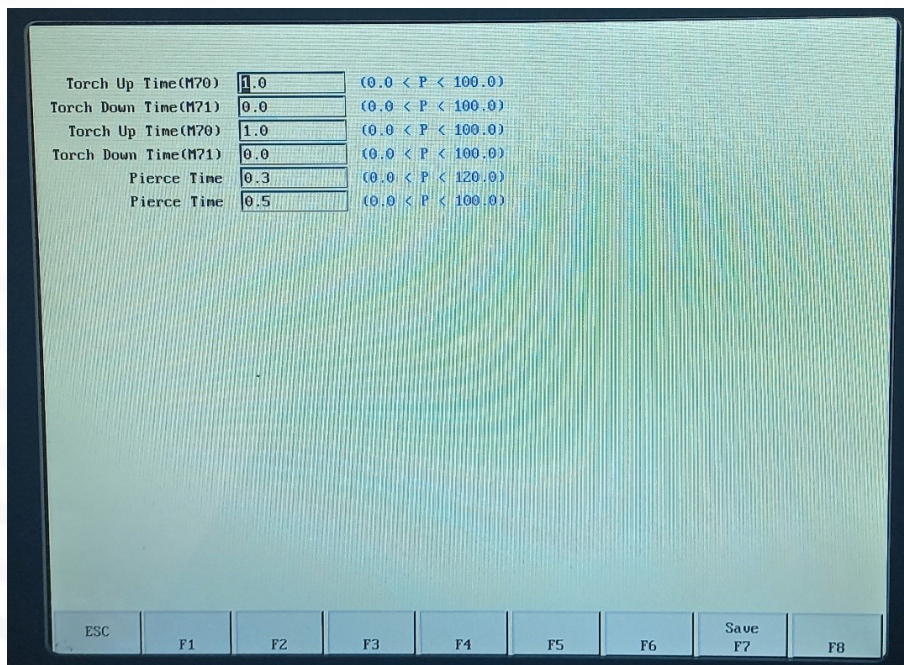 Torch Up Time(M70) 1.0 (0.0 < P < 100.0)
Torch Down Time(M71) 0.0 (0.0 < P < 100.0)
Torch Up Time(M70) 1.0 (0.0 < P < 100.0)
Torch Down Time(M71) 0.0 (0.0 < P < 100.0)
Pierce Time 0.3 (0.0 < P < 120.0)
Pierce Time 0.5 (0.0 < P < 100.0)
ESC F1 F2 F3 F4 F5 F6 Save F7 F8